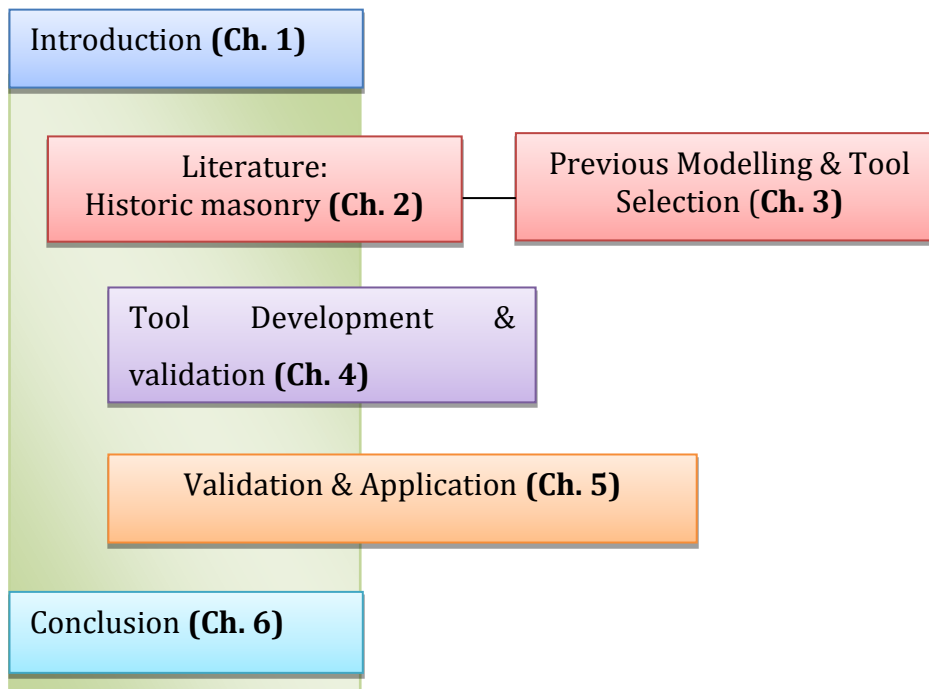 Introduction (Ch. 1)
Literature:
Historic masonry (Ch. 2)
Previous Modelling & Tool
Selection (Ch. 3)
Tool Development &
validation (Ch. 4)
Validation & Application (Ch. 5)
Conclusion (Ch. 6)